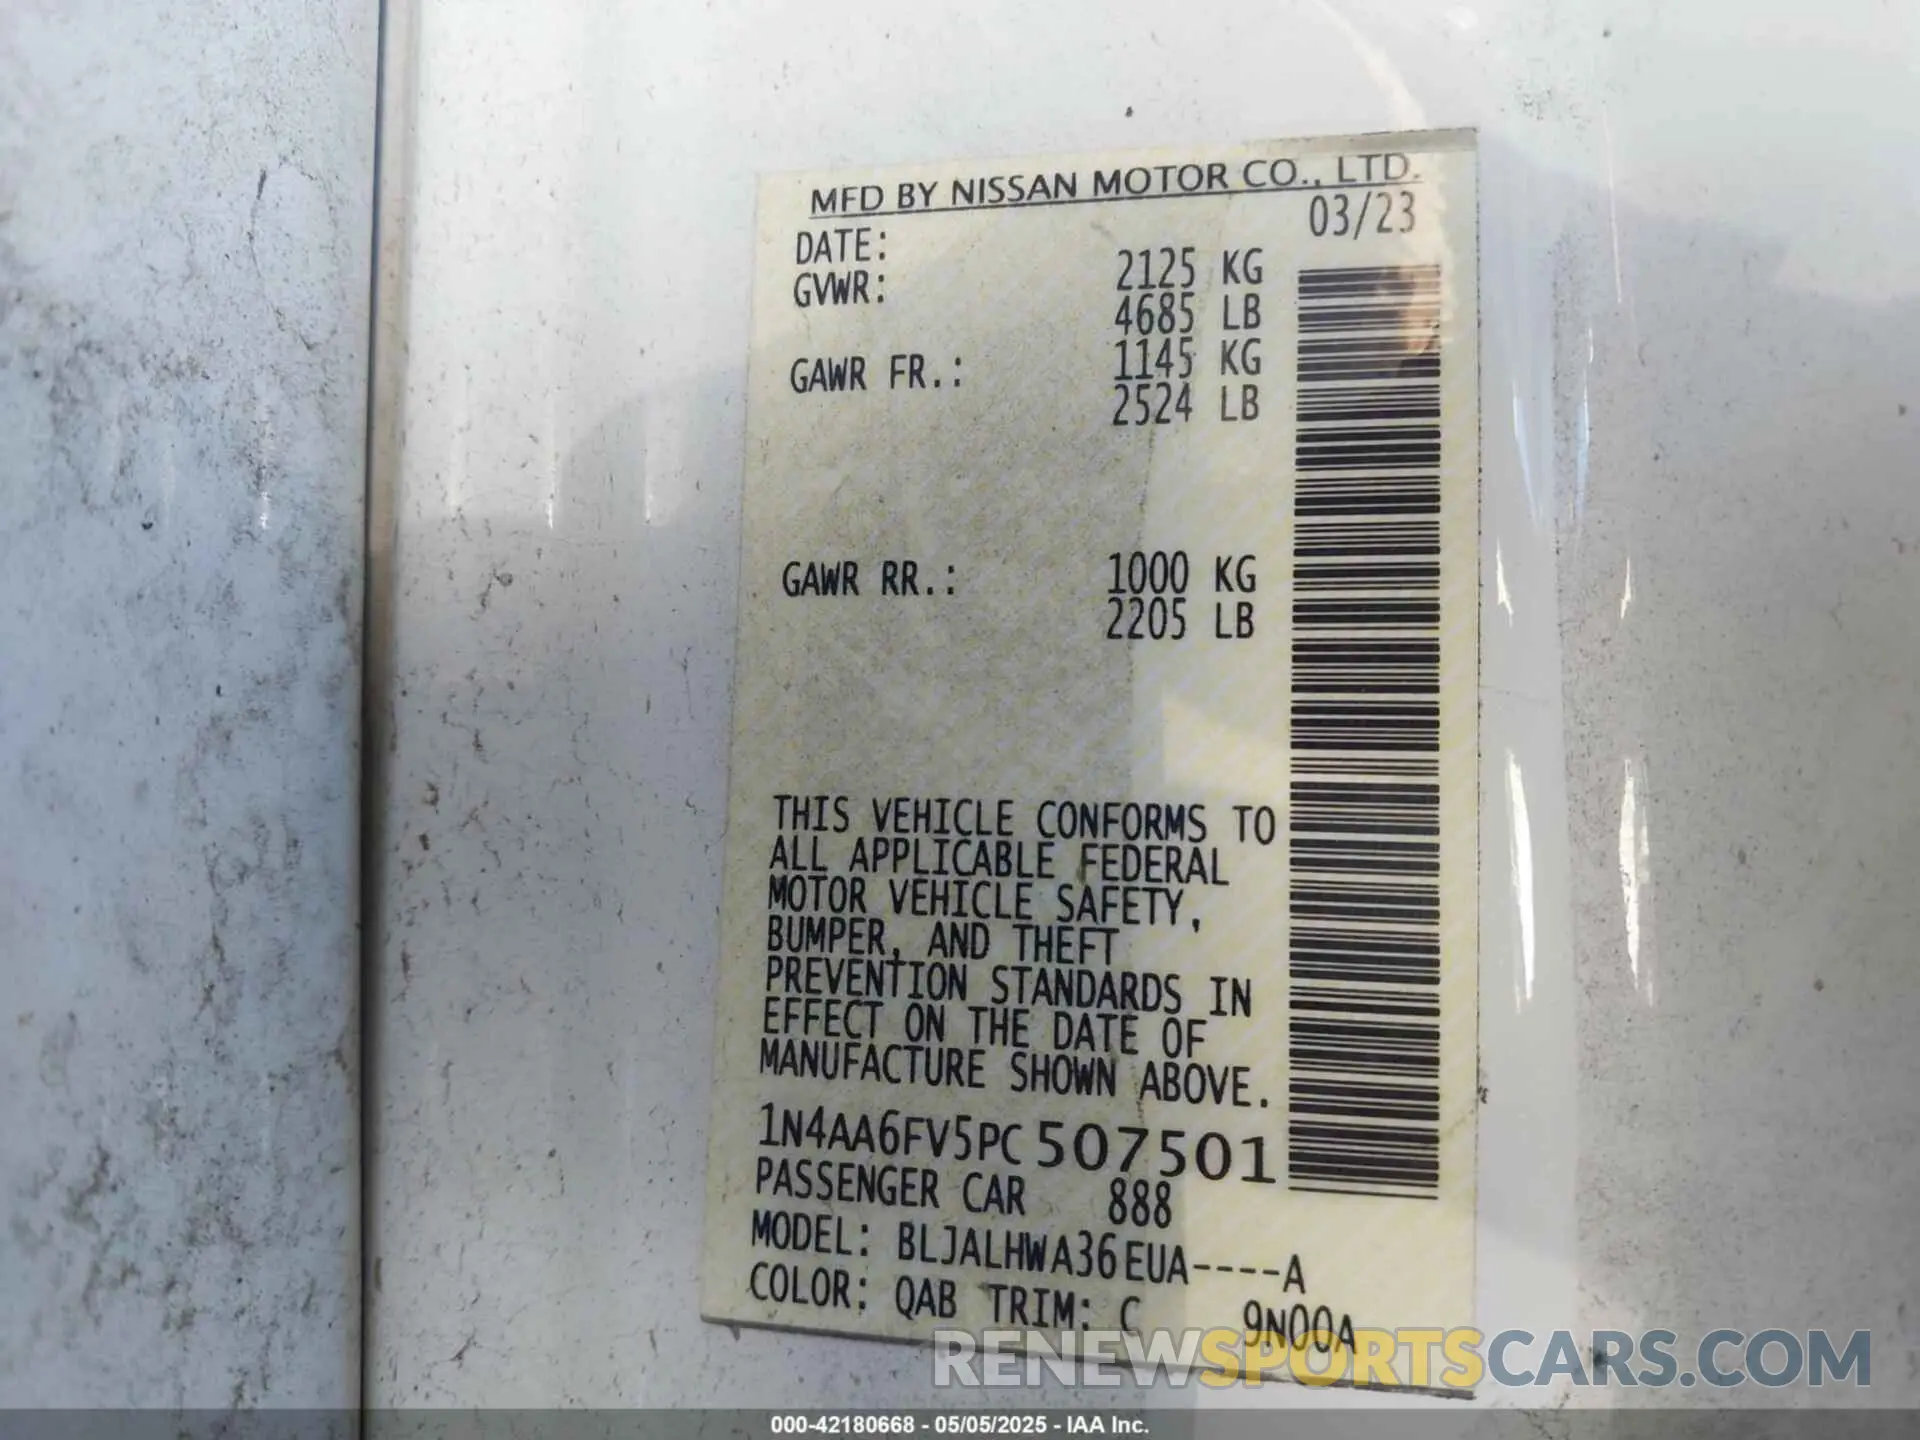 MFD BY NISSAN MOTOR CO., LTD.
DATE: 03/23
GVWR: 2125 KG
4685 LB
GAWR FR.: 1145 KG
2524 LB
GAWR RR.: 1000 KG
2205 LB
THIS VEHICLE CONFORMS TO
ALL APPLICABLE FEDERAL
MOTOR VEHICLE SAFETY,
BUMPER, AND THEFT
PREVENTION STANDARDS IN
EFFECT ON THE DATE OF
MANUFACTURE SHOWN ABOVE.
1N4AA6FV5PC507501
PASSENGER CAR 888
MODEL: BLJALHWA36EUA----A
COLOR: QAB TRIM: C 9N00A
RENEWSPORTSCARS.COM
000-42180668 - 05/05/2025 - IAA Inc.